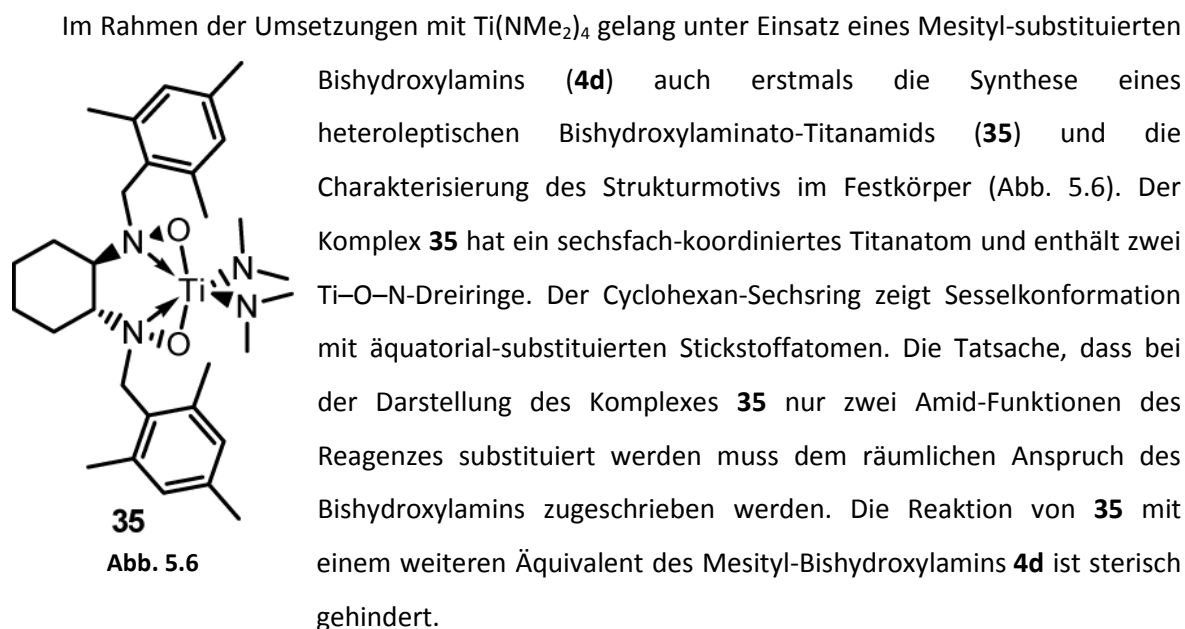 Im Rahmen der Umsetzungen mit Ti(NMe₂)₄ gelang unter Einsatz eines Mesityl-substituierten
Bishydroxylamins (4d) auch erstmals die Synthese eines
heteroleptischen Bishydroxylaminato-Titanamids (35) und die
Charakterisierung des Strukturmotivs im Festkörper (Abb. 5.6). Der
Komplex 35 hat ein sechsfach-koordiniertes Titanatom und enthält zwei
Ti–O–N-Dreiringe. Der Cyclohexan-Sechsring zeigt Sesselkonformation
mit äquatorial-substituierten Stickstoffatomen. Die Tatsache, dass bei
der Darstellung des Komplexes 35 nur zwei Amid-Funktionen des
Reagenzes substituiert werden muss dem räumlichen Anspruch des
Bishydroxylamins zugeschrieben werden. Die Reaktion von 35 mit
einem weiteren Äquivalent des Mesityl-Bishydroxylamins 4d ist sterisch
gehindert.
N O
N
Ti
N
N O
35
Abb. 5.6